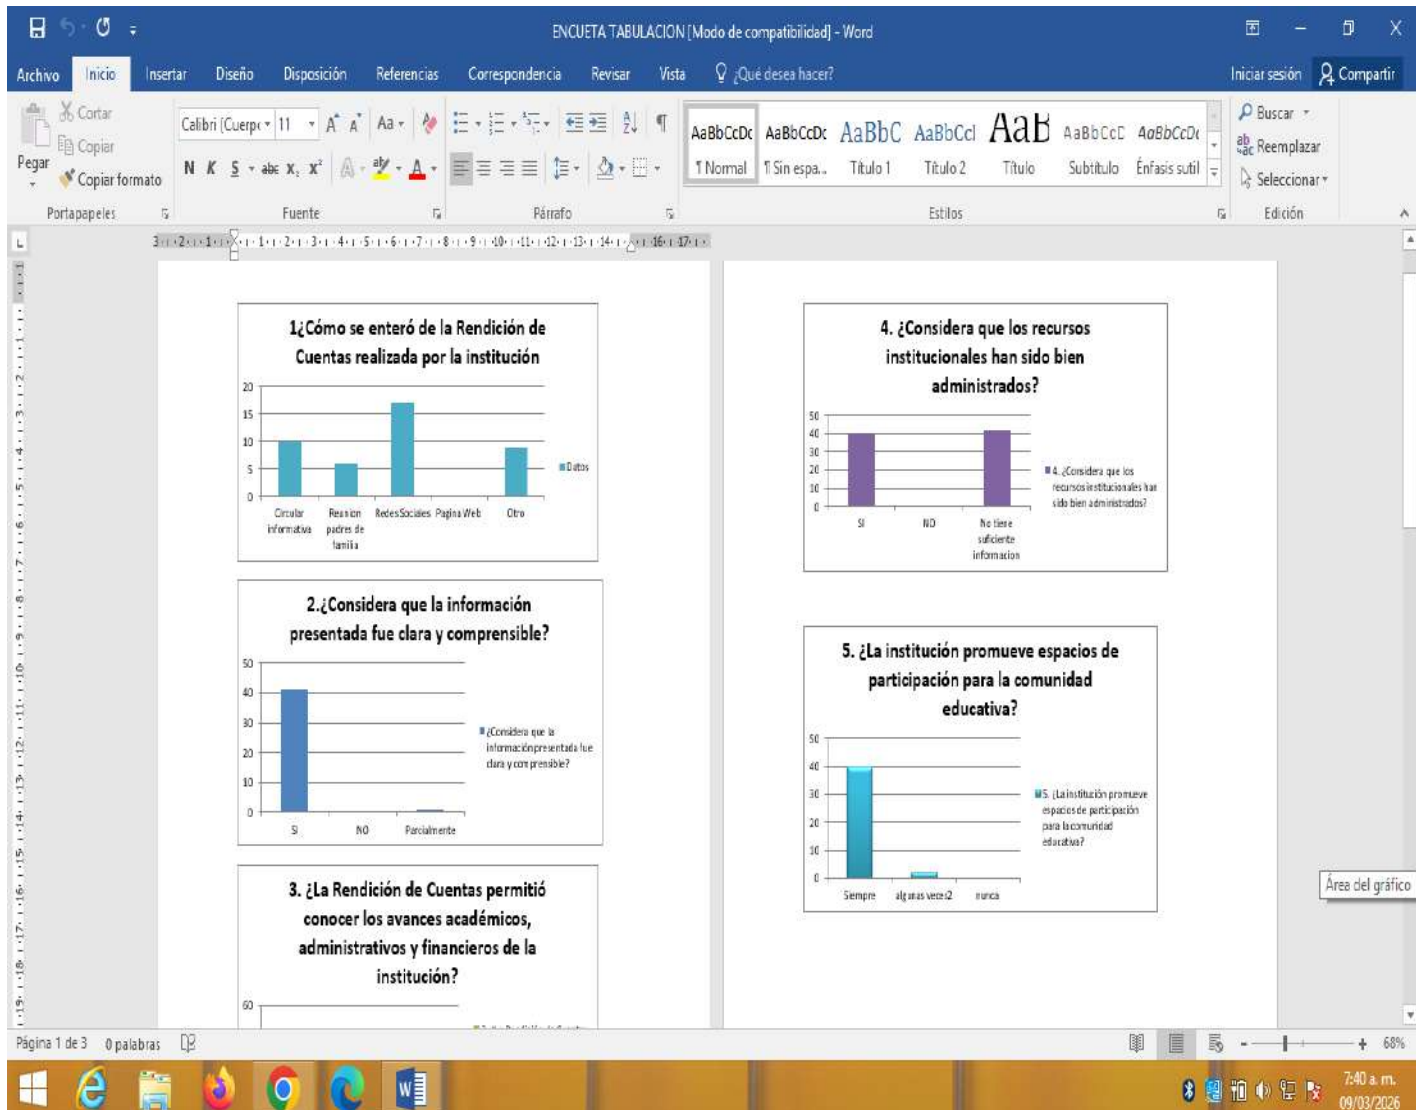 ENCUETA TABULACION [Modo de compatibilidad] - Word
Archivo Inicio Insertar Diseño Disposición Referencias Correspondencia Revisar Vista ¿Qué desea hacer? Iniciar sesión Compartir
Pegar
Cortar
Copiar
Copiar formato
Portapapeles
Calibri (Cuerpo 11
N K S abc X₂ X² A aby A
Fuente
Párrafo
AaBbCcDc AaBbCcDc AaBbC AaBbCcI AaB AaBbCcD AaBbCcDc
¶ Normal ¶ Sin espa... Título 1 Título 2 Título Subtítulo Énfasis sutil
Estilos
Buscar
Reemplazar
Seleccionar
Edición
1¿Cómo se enteró de la Rendición de
Cuentas realizada por la institución
20
15
10
5
0
Circular informativa
Reunion padres de familia
Redes Sociales
Pagina Web
Otro
Datos
2.¿Considera que la información
presentada fue clara y comprensible?
50
40
30
20
10
0
SI NO Parcialmente
¿Considera que la
información presentada fue
clara y comprensible?
3. ¿La Rendición de Cuentas permitió
conocer los avances académicos,
administrativos y financieros de la
institución?
60
4. ¿Considera que los recursos
institucionales han sido bien
administrados?
50
40
30
20
10
0
SI
NO
No tiene suficiente informacion
4. ¿Considera que los
recursos institucionales han
sido bien administrados?
5. ¿La institución promueve espacios de
participación para la comunidad
educativa?
50
40
30
20
10
0
Siempre algunas veces2 nunca
5. ¿La institución promueve
espacios de participación
para la comunidad
educativa?
Área del gráfico
Página 1 de 3 0 palabras
68%
7:40 a. m.
09/03/2026